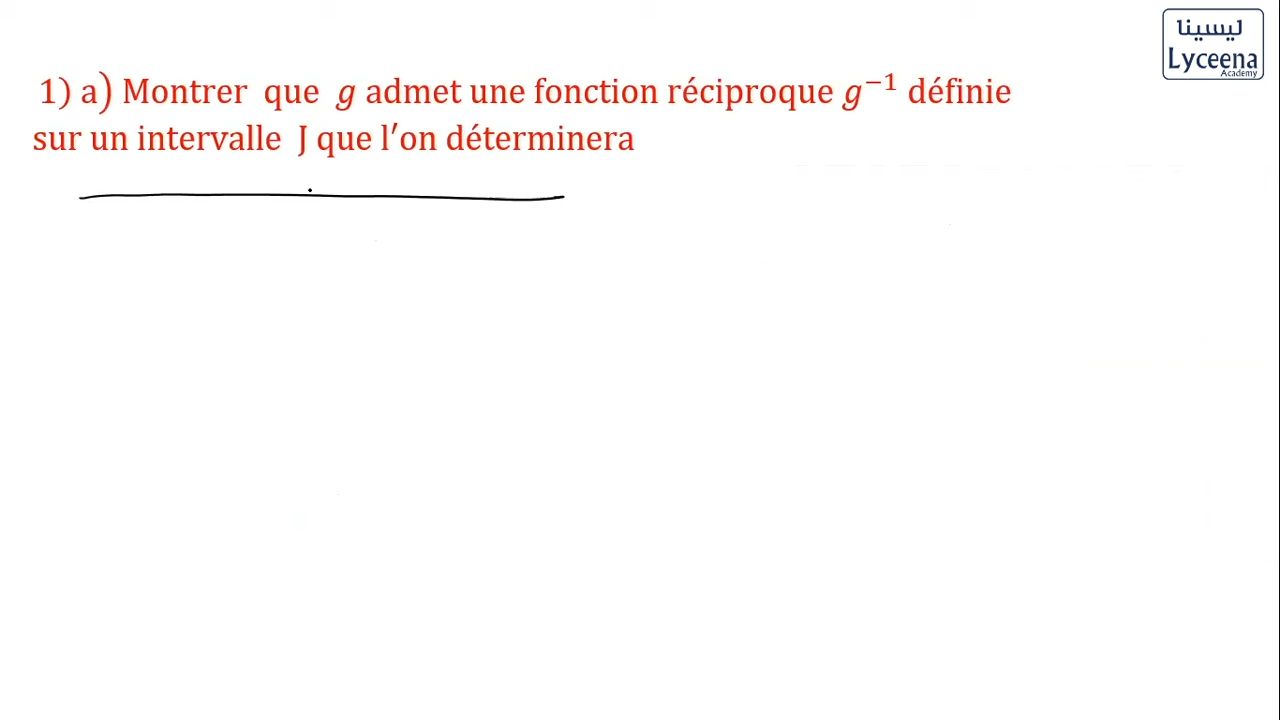 ليسينا
Lyceena
Academy
1) a) Montrer que g admet une fonction réciproque g⁻¹ définie
sur un intervalle J que l′on déterminera